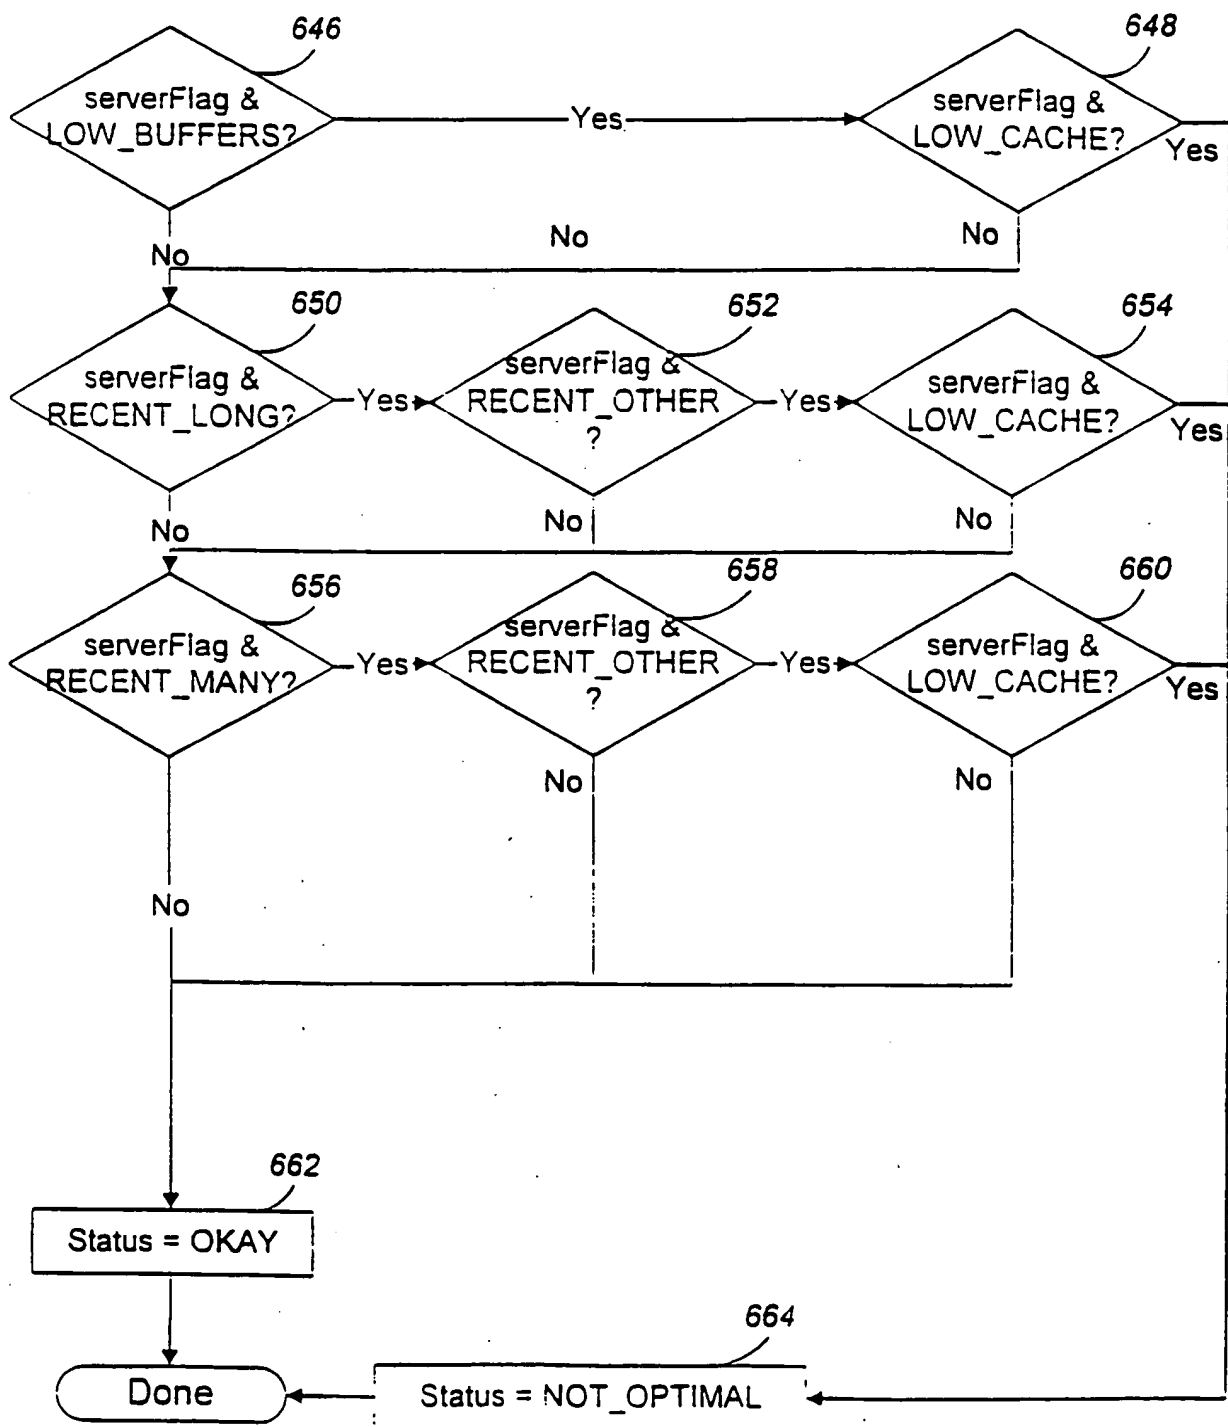 646
648
serverFlag &
LOW_BUFFERS?
Yes
serverFlag &
LOW_CACHE?
Yes
No
No
No
650
652
654
serverFlag &
RECENT_LONG?
Yes
serverFlag &
RECENT_OTHER
?
Yes
serverFlag &
LOW_CACHE?
Yes
No
No
No
656
658
660
serverFlag &
RECENT_MANY?
Yes
serverFlag &
RECENT_OTHER
?
Yes
serverFlag &
LOW_CACHE?
Yes
No
No
No
662
Status = OKAY
664
Done
Status = NOT_OPTIMAL